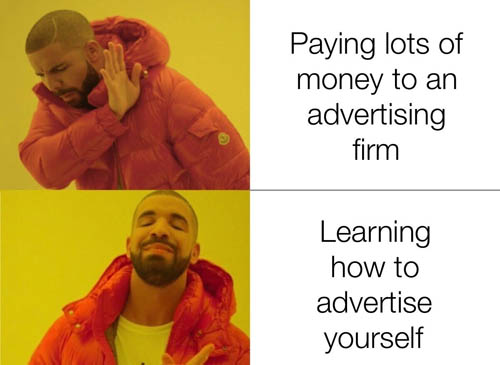 Paying lots of
money to an
advertising
firm
Learning
how to
advertise
yourself